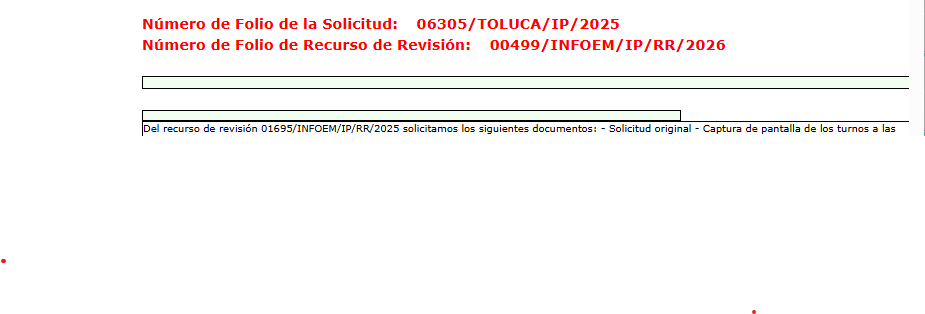 Número de Folio de la Solicitud: 06305/TOLUCA/IP/2025
Número de Folio de Recurso de Revisión: 00499/INFOEM/IP/RR/2026
Del recurso de revisión 01695/INFOEM/IP/RR/2025 solicitamos los siguientes documentos: - Solicitud original - Captura de pantalla de los turnos a las